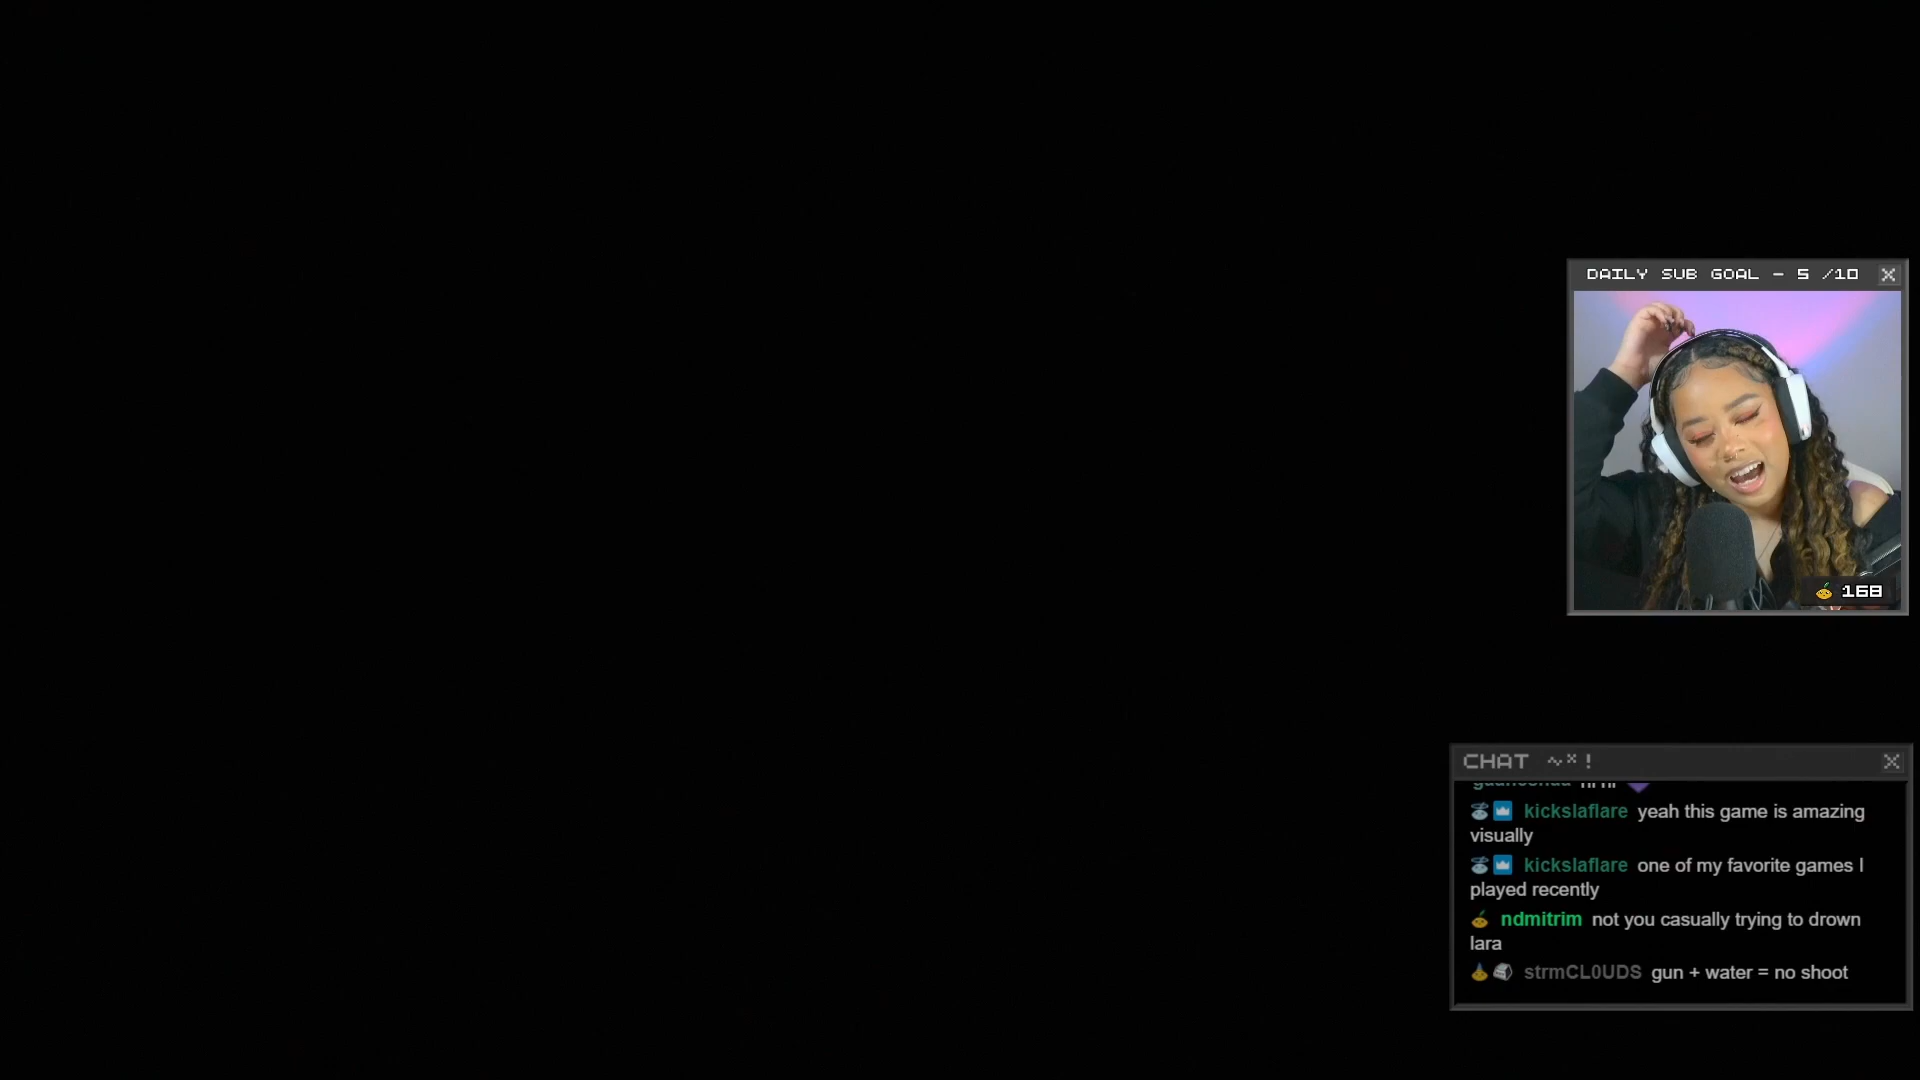 DAILY SUB GOAL - 5 /10
168
CHAT ~*!
kickslaflare yeah this game is amazing
visually
kickslaflare one of my favorite games I
played recently
ndmitrim not you casually trying to drown
lara
strmCL0UDS gun + water = no shoot